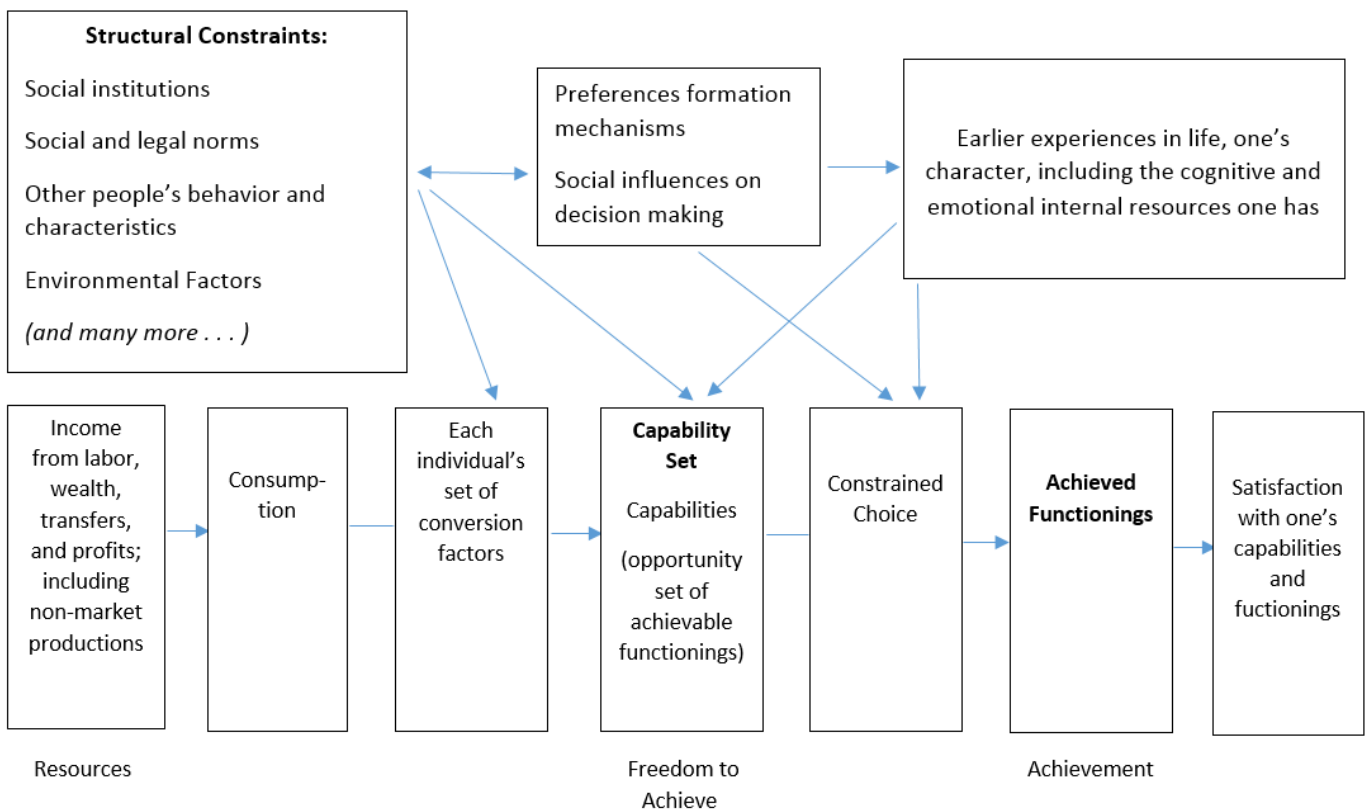 Structural Constraints:
Social institutions
Social and legal norms
Other people’s behavior and
characteristics
Environmental Factors
(and many more . . . )
Preferences formation
mechanisms
Social influences on
decision making
Earlier experiences in life, one’s
character, including the cognitive and
emotional internal resources one has
Income
from labor,
wealth,
transfers,
and profits;
including
non-market
productions
Consump-
tion
Each
individual’s
set of
conversion
factors
Capability
Set
Capabilities
(opportunity
set of
achievable
functionings)
Constrained
Choice
Achieved
Functionings
Satisfaction
with one’s
capabilities
and
fuctionings
Resources
Freedom to
Achieve
Achievement